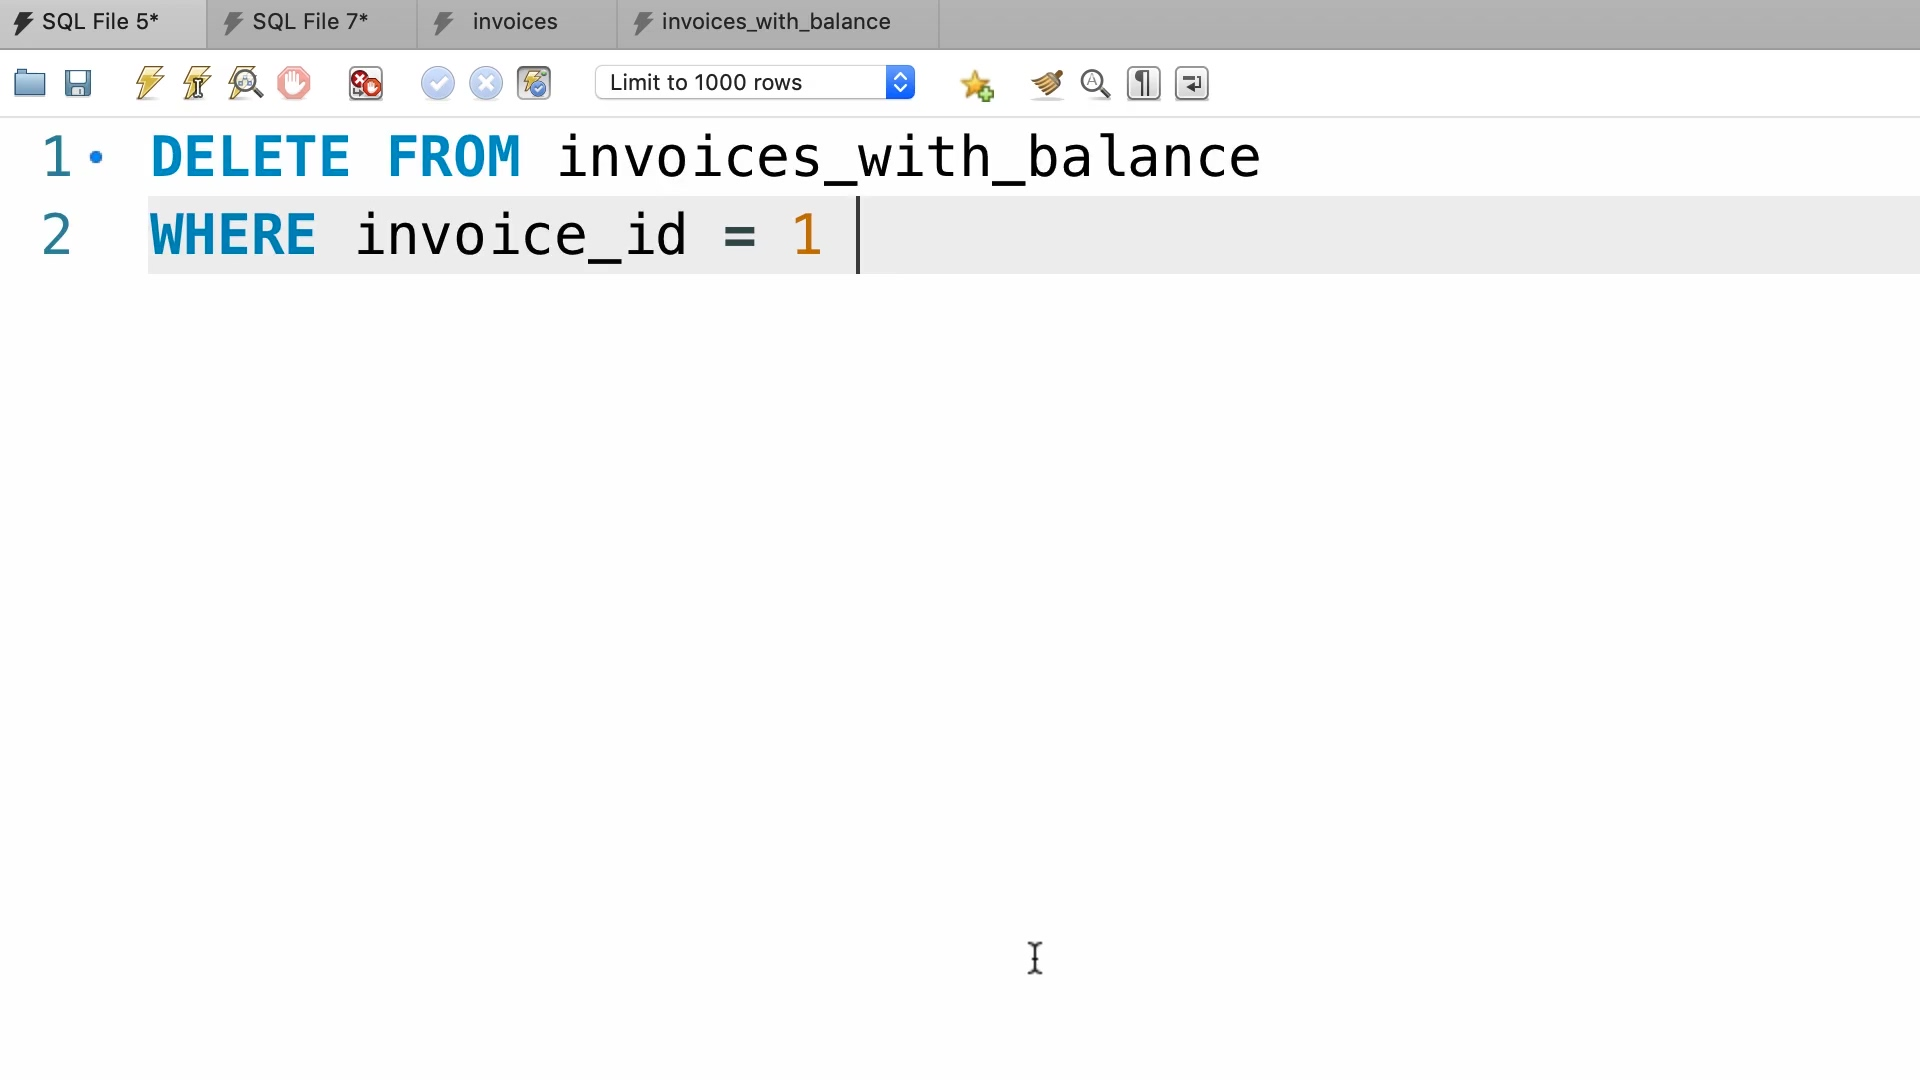 SQL File 5* SQL File 7* invoices invoices_with_balance
Limit to 1000 rows
1 DELETE FROM invoices_with_balance
2 WHERE invoice_id = 1